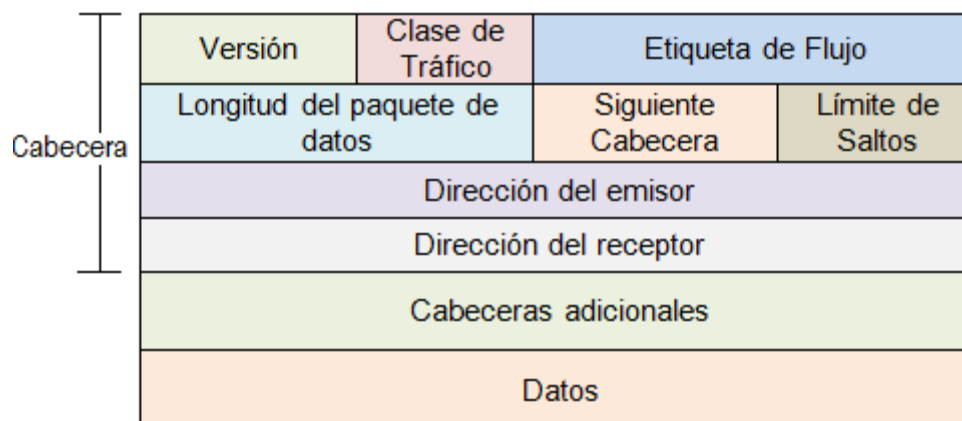 Versión
Clase de
Tráfico
Etiqueta de Flujo
Longitud del paquete de
datos
Siguiente
Cabecera
Límite de
Saltos
Cabecera
Dirección del emisor
Dirección del receptor
Cabeceras adicionales
Datos